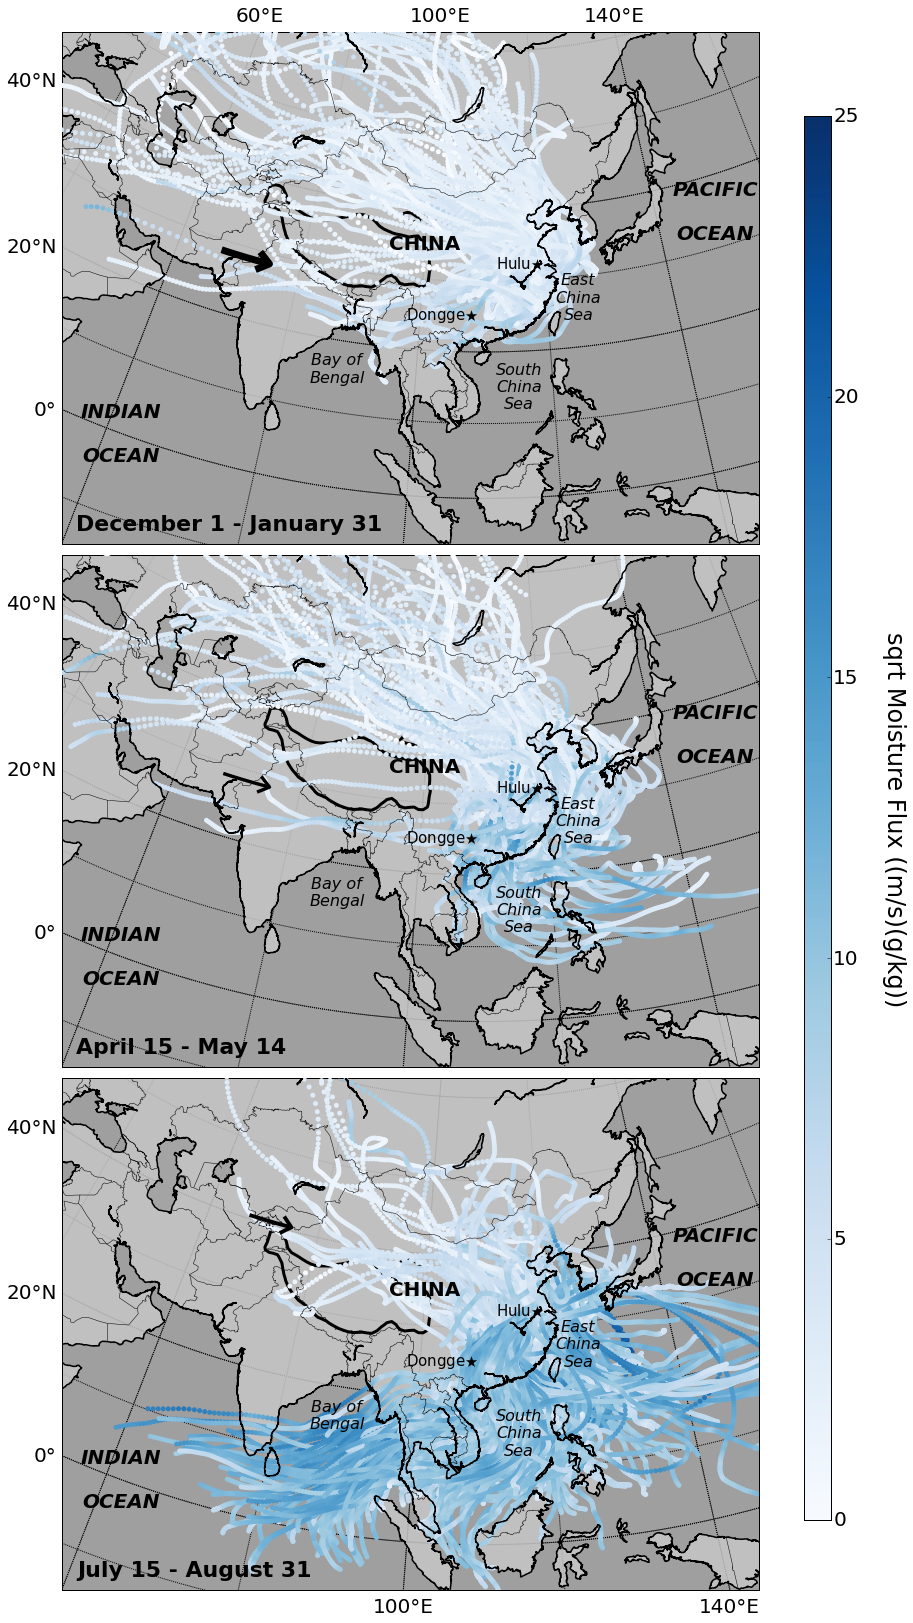 60°E 100°E 140°E
40°N
20°N
0°
PACIFIC
OCEAN
CHINA
Hulu★
East
China
Sea
Dongge★
Bay of
Bengal
South
China
Sea
INDIAN
OCEAN
December 1 - January 31
40°N
20°N
0°
PACIFIC
OCEAN
CHINA
Hulu★
East
China
Sea
Dongge★
Bay of
Bengal
South
China
Sea
INDIAN
OCEAN
April 15 - May 14
40°N
20°N
0°
PACIFIC
OCEAN
CHINA
Hulu★
East
China
Sea
Dongge★
Bay of
Bengal
South
China
Sea
INDIAN
OCEAN
July 15 - August 31
100°E 140°E
25
20
15
10
5
0
sqrt Moisture Flux ((m/s)(g/kg))